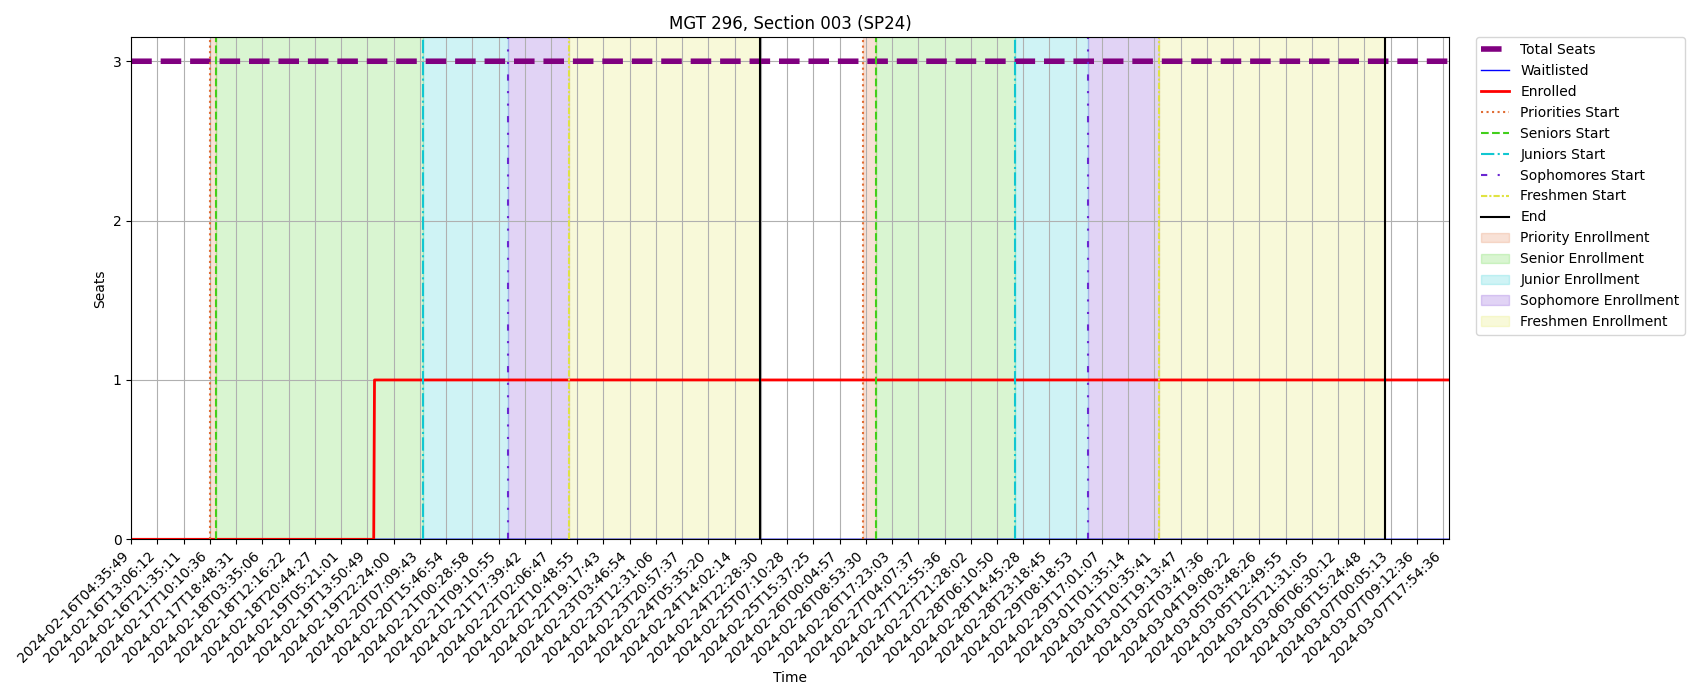 MGT 296, Section 003 (SP24)
3
2
1
0
Seats
2024-02-16T04:35:49
2024-02-16T13:06:12
2024-02-16T21:35:11
2024-02-17T10:10:36
2024-02-17T18:48:31
2024-02-18T03:35:06
2024-02-18T12:16:22
2024-02-18T20:44:27
2024-02-19T05:21:01
2024-02-19T13:50:49
2024-02-19T22:24:00
2024-02-20T07:09:43
2024-02-20T15:46:54
2024-02-21T00:28:58
2024-02-21T09:10:55
2024-02-21T17:39:42
2024-02-22T02:06:47
2024-02-22T10:48:55
2024-02-22T19:17:43
2024-02-23T03:46:54
2024-02-23T12:31:06
2024-02-23T20:57:37
2024-02-24T05:35:20
2024-02-24T14:02:14
2024-02-24T22:28:30
2024-02-25T07:10:28
2024-02-25T15:37:25
2024-02-26T00:04:57
2024-02-26T08:53:30
2024-02-26T17:23:03
2024-02-27T04:07:37
2024-02-27T12:55:36
2024-02-27T21:28:02
2024-02-28T06:10:50
2024-02-28T14:45:28
2024-02-28T23:18:45
2024-02-29T08:18:53
2024-02-29T17:01:07
2024-03-01T01:35:14
2024-03-01T10:35:41
2024-03-01T19:13:47
2024-03-02T03:47:36
2024-03-04T19:08:22
2024-03-05T03:48:26
2024-03-05T12:49:55
2024-03-05T21:31:05
2024-03-06T06:30:12
2024-03-06T15:24:48
2024-03-07T00:05:13
2024-03-07T09:12:36
2024-03-07T17:54:36
Time
Total Seats
Waitlisted
Enrolled
Priorities Start
Seniors Start
Juniors Start
Sophomores Start
Freshmen Start
End
Priority Enrollment
Senior Enrollment
Junior Enrollment
Sophomore Enrollment
Freshmen Enrollment